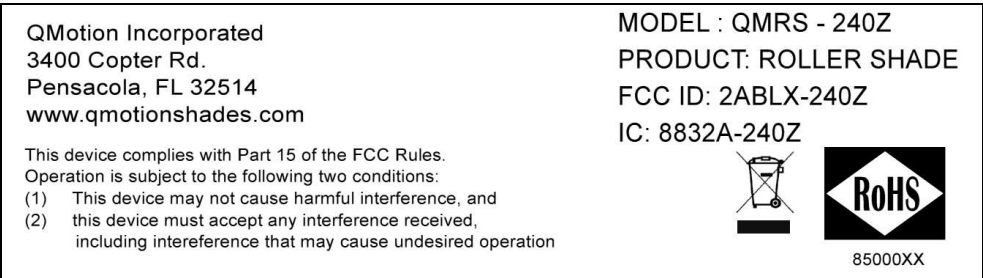 QMotion Incorporated
3400 Copter Rd.
Pensacola, FL 32514
www.qmotionshades.com
This device complies with Part 15 of the FCC Rules.
Operation is subject to the following two conditions:
(1) This device may not cause harmful interference, and
(2) this device must accept any interference received,
including intereference that may cause undesired operation
MODEL : QMRS - 240Z
PRODUCT: ROLLER SHADE
FCC ID: 2ABLX-240Z
IC: 8832A-240Z
RoHS
85000XX